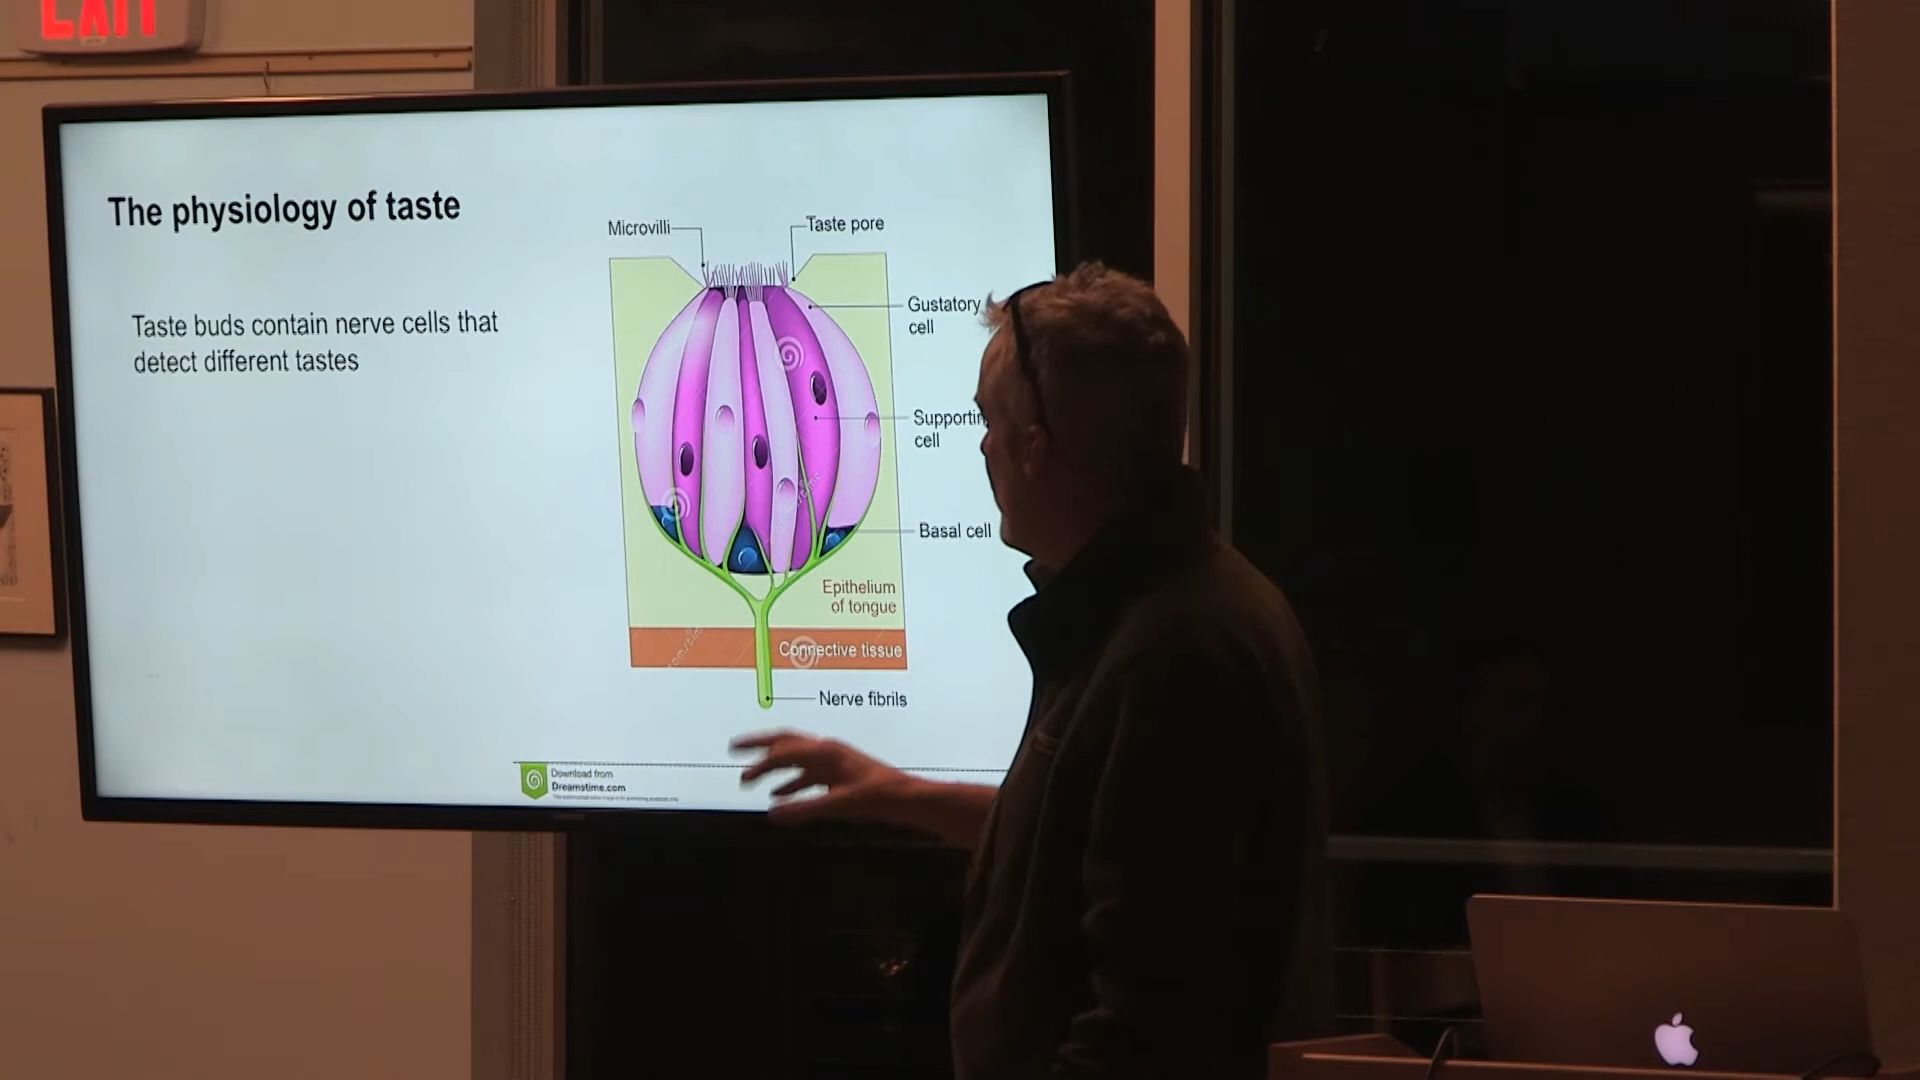 EXIT
The physiology of taste
Taste buds contain nerve cells that
detect different tastes
Microvilli
Taste pore
Gustatory
cell
Supportin
cell
Basal cell
Epithelium
of tongue
Connective tissue
Nerve fibrils
Download from
Dreamstime.com